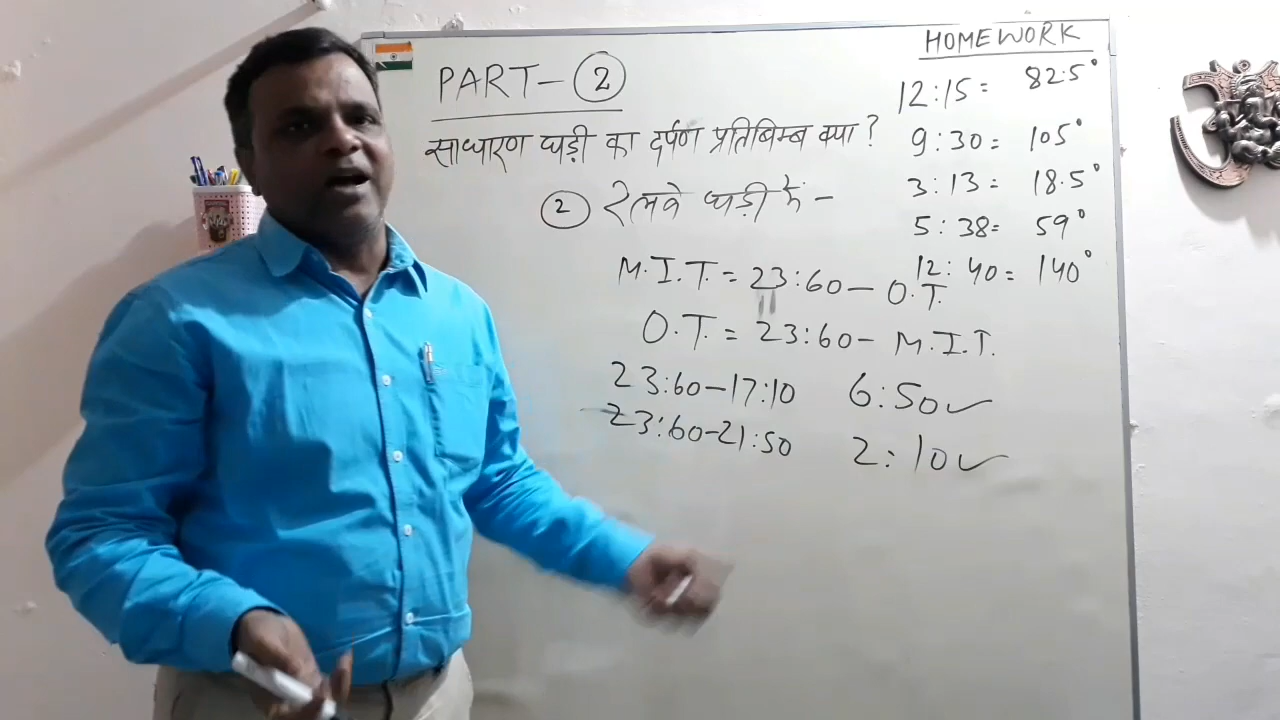 PART-②
साधारण घड़ी का दर्पण प्रतिबिम्ब क्या?
② रेलवे घड़ी में -
M.I.T. = 23:60 - O.T.
O.T. = 23:60 - M.I.T.
23:60-17:10 6:50✓
23:60-21:50 2:10✓
HOMEWORK
12:15= 82.5°
9:30= 105°
3:13= 18.5°
5:38= 59°
12:40= 140°